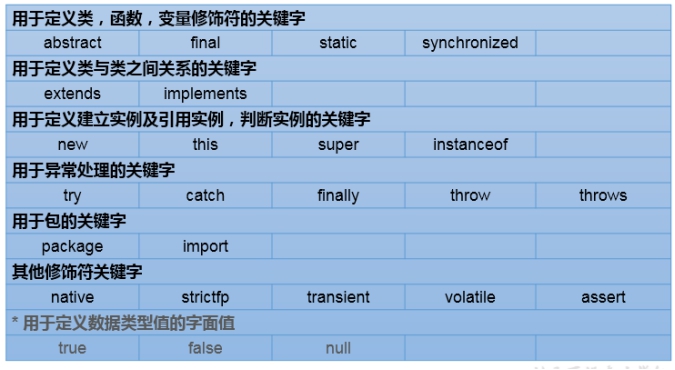 用于定义类，函数，变量修饰符的关键字
abstract final static synchronized
用于定义类与类之间关系的关键字
extends implements
用于定义建立实例及引用实例，判断实例的关键字
new this super instanceof
用于异常处理的关键字
try catch finally throw throws
用于包的关键字
package import
其他修饰符关键字
native strictfp transient volatile assert
* 用于定义数据类型值的字面值
true false null